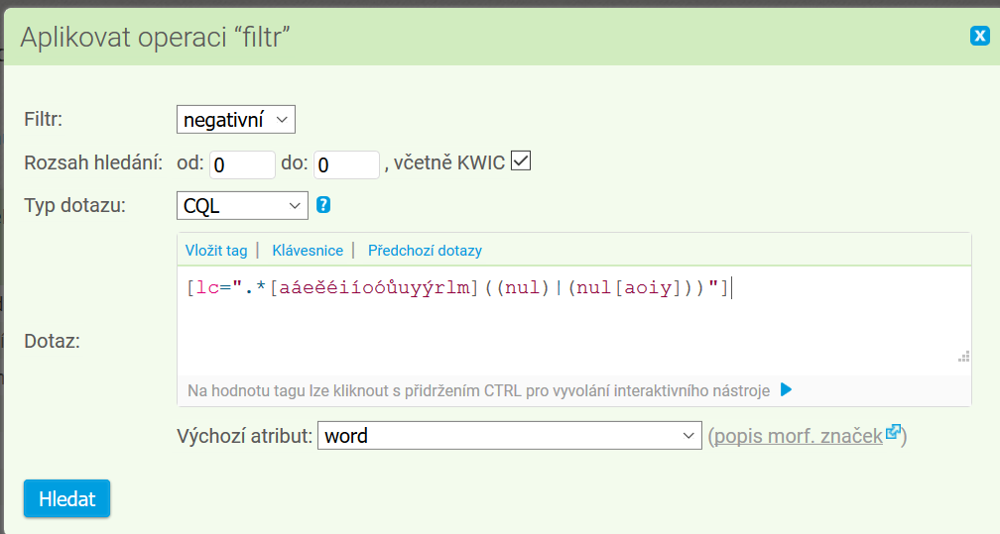 Aplikovat operaci “filtr”
x
Filtr: negativní
Rozsah hledání: od: 0 do: 0 , včetně KWIC
Typ dotazu: CQL ?
Vložit tag | Klávesnice | Předchozí dotazy
[lc=".*[aáeěéiíoóůuyýrlm]((nul)|(nul[aoiy]))"]
Dotaz:
Na hodnotu tagu lze kliknout s přidržením CTRL pro vyvolání interaktivního nástroje
Výchozí atribut: word (popis morf. značek)
Hledat